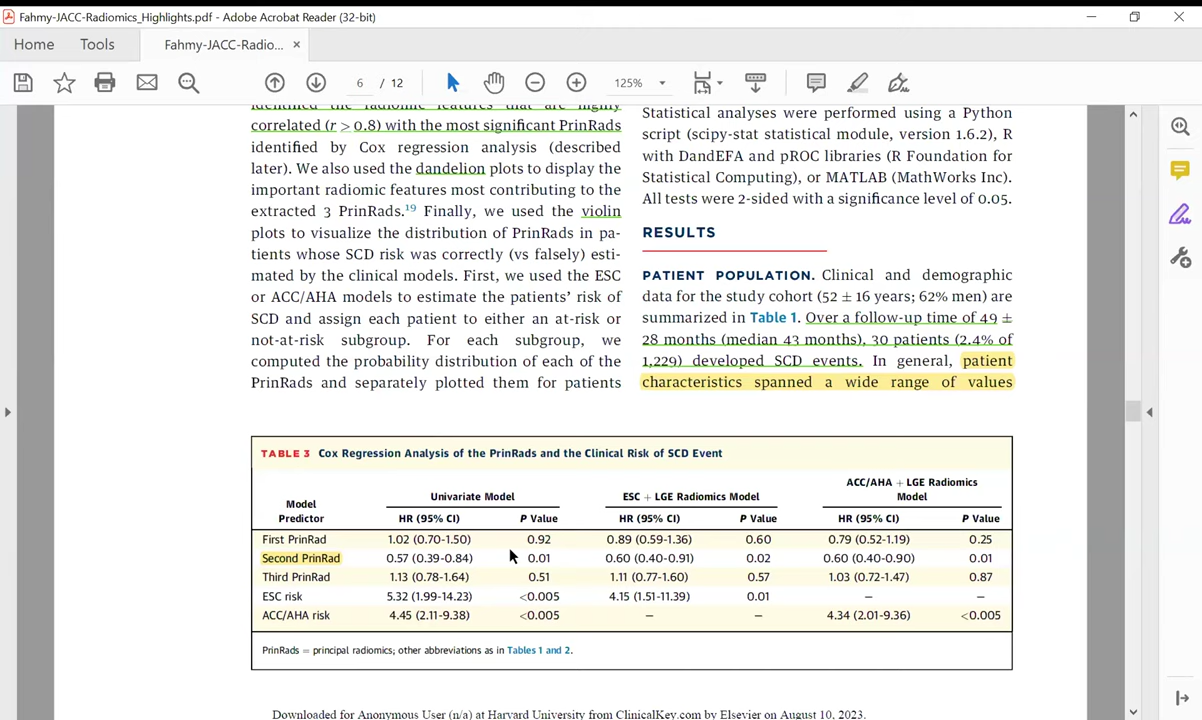 Fahmy-JACC-Radiomics_Highlights.pdf - Adobe Acrobat Reader (32-bit)
Home Tools Fahmy-JACC-Radio... ×
6 / 12 125%
identified the radiomic features that are highly
correlated (r > 0.8) with the most significant PrinRads
identified by Cox regression analysis (described
later). We also used the dandelion plots to display the
important radiomic features most contributing to the
extracted 3 PrinRads.19 Finally, we used the violin
plots to visualize the distribution of PrinRads in pa-
tients whose SCD risk was correctly (vs falsely) esti-
mated by the clinical models. First, we used the ESC
or ACC/AHA models to estimate the patients' risk of
SCD and assign each patient to either an at-risk or
not-at-risk subgroup. For each subgroup, we
computed the probability distribution of each of the
PrinRads and separately plotted them for patients
Statistical analyses were performed using a Python
script (scipy-stat statistical module, version 1.6.2), R
with DandEFA and pROC libraries (R Foundation for
Statistical Computing), or MATLAB (MathWorks Inc).
All tests were 2-sided with a significance level of 0.05.
RESULTS
PATIENT POPULATION. Clinical and demographic
data for the study cohort (52 ± 16 years; 62% men) are
summarized in Table 1. Over a follow-up time of 49 ±
28 months (median 43 months), 30 patients (2.4% of
1,229) developed SCD events. In general, patient
characteristics spanned a wide range of values
TABLE 3 Cox Regression Analysis of the PrinRads and the Clinical Risk of SCD Event
Model Predictor Univariate Model ESC + LGE Radiomics Model ACC/AHA + LGE Radiomics Model
HR (95% CI) P Value HR (95% CI) P Value HR (95% CI) P Value
First PrinRad 1.02 (0.70-1.50) 0.92 0.89 (0.59-1.36) 0.60 0.79 (0.52-1.19) 0.25
Second PrinRad 0.57 (0.39-0.84) 0.01 0.60 (0.40-0.91) 0.02 0.60 (0.40-0.90) 0.01
Third PrinRad 1.13 (0.78-1.64) 0.51 1.11 (0.77-1.60) 0.57 1.03 (0.72-1.47) 0.87
ESC risk 5.32 (1.99-14.23) <0.005 4.15 (1.51-11.39) 0.01 — —
ACC/AHA risk 4.45 (2.11-9.38) <0.005 — — 4.34 (2.01-9.36) <0.005
PrinRads = principal radiomics; other abbreviations as in Tables 1 and 2.
Downloaded for Anonymous User (n/a) at Harvard University from ClinicalKey.com by Elsevier on August 10, 2023.